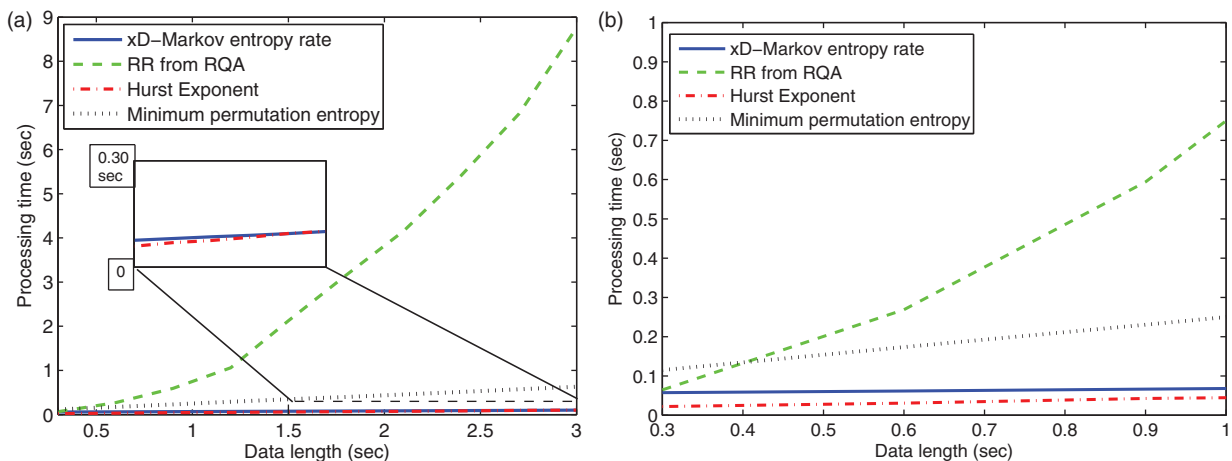 (a)
9
8
7
6
5
4
3
2
1
0
Processing time (sec)
xD−Markov entropy rate
RR from RQA
Hurst Exponent
Minimum permutation entropy
0.30
sec
0
0.5
1
1.5
2
2.5
3
Data length (sec)
(b)
1
0.9
0.8
0.7
0.6
0.5
0.4
0.3
0.2
0.1
0
Processing time (sec)
xD−Markov entropy rate
RR from RQA
Hurst Exponent
Minimum permutation entropy
0.3
0.4
0.5
0.6
0.7
0.8
0.9
1
Data length (sec)